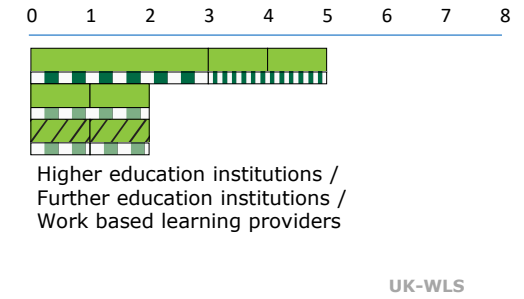 0 1 2 3 4 5 6 7 8
Higher education institutions /
Further education institutions /
Work based learning providers
UK-WLS